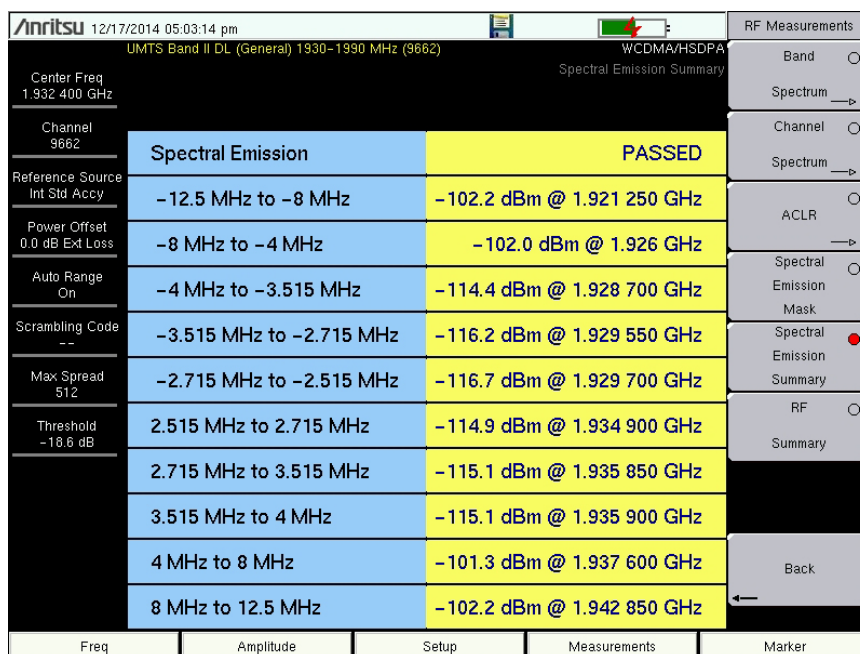 Anritsu 12/17/2014 05:03:14 pm
UMTS Band II DL (General) 1930-1990 MHz (9662)
WCDMA/HSDPA
Spectral Emission Summary
Center Freq
1.932 400 GHz
Channel
9662
Reference Source
Int Std Accy
Power Offset
0.0 dB Ext Loss
Auto Range
On
Scrambling Code
--
Max Spread
512
Threshold
-18.6 dB
Spectral Emission PASSED
-12.5 MHz to -8 MHz -102.2 dBm @ 1.921 250 GHz
-8 MHz to -4 MHz -102.0 dBm @ 1.926 GHz
-4 MHz to -3.515 MHz -114.4 dBm @ 1.928 700 GHz
-3.515 MHz to -2.715 MHz -116.2 dBm @ 1.929 550 GHz
-2.715 MHz to -2.515 MHz -116.7 dBm @ 1.929 700 GHz
2.515 MHz to 2.715 MHz -114.9 dBm @ 1.934 900 GHz
2.715 MHz to 3.515 MHz -115.1 dBm @ 1.935 850 GHz
3.515 MHz to 4 MHz -115.1 dBm @ 1.935 900 GHz
4 MHz to 8 MHz -101.3 dBm @ 1.937 600 GHz
8 MHz to 12.5 MHz -102.2 dBm @ 1.942 850 GHz
RF Measurements
Band
Spectrum
Channel
Spectrum
ACLR
Spectral
Emission
Mask
Spectral
Emission
Summary
RF
Summary
Back
Freq Amplitude Setup Measurements Marker